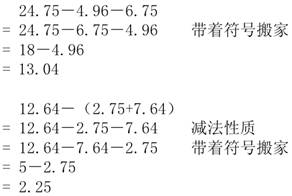 24.75－4.96－6.75
= 24.75－6.75－4.96 带着符号搬家
= 18－4.96
= 13.04
12.64－（2.75+7.64）
= 12.64－2.75－7.64 减法性质
= 12.64－7.64－2.75 带着符号搬家
= 5－2.75
= 2.25